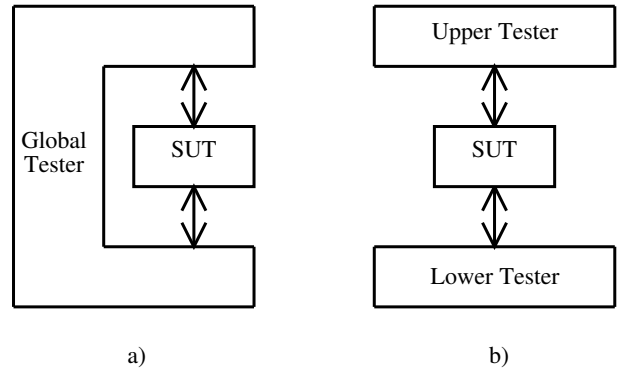 Upper Tester
Global
Tester
SUT
SUT
Lower Tester
a)
b)